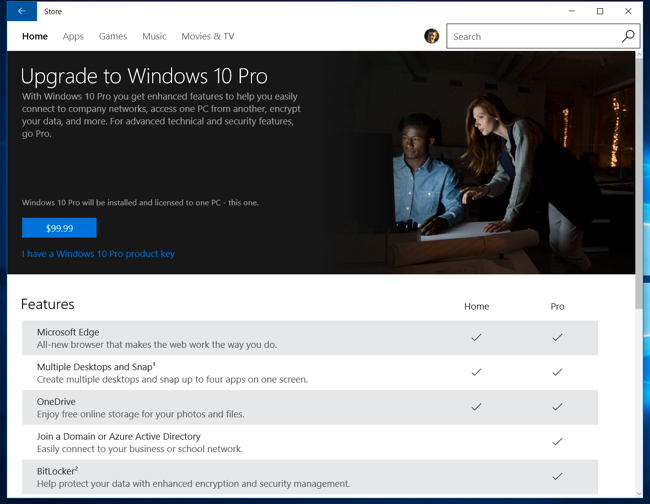 Store
Home Apps Games Music Movies & TV
Search
Upgrade to Windows 10 Pro
With Windows 10 Pro you get enhanced features to help you easily
connect to company networks, access one PC from another, encrypt
your data, and more. For advanced technical and security features,
go Pro.
Windows 10 Pro will be installed and licensed to one PC - this one.
$99.99
I have a Windows 10 Pro product key
Features Home Pro
Microsoft Edge
All-new browser that makes the web work the way you do.
Multiple Desktops and Snap¹
Create multiple desktops and snap up to four apps on one screen.
OneDrive
Enjoy free online storage for your photos and files.
Join a Domain or Azure Active Directory
Easily connect to your business or school network.
BitLocker²
Help protect your data with enhanced encryption and security management.